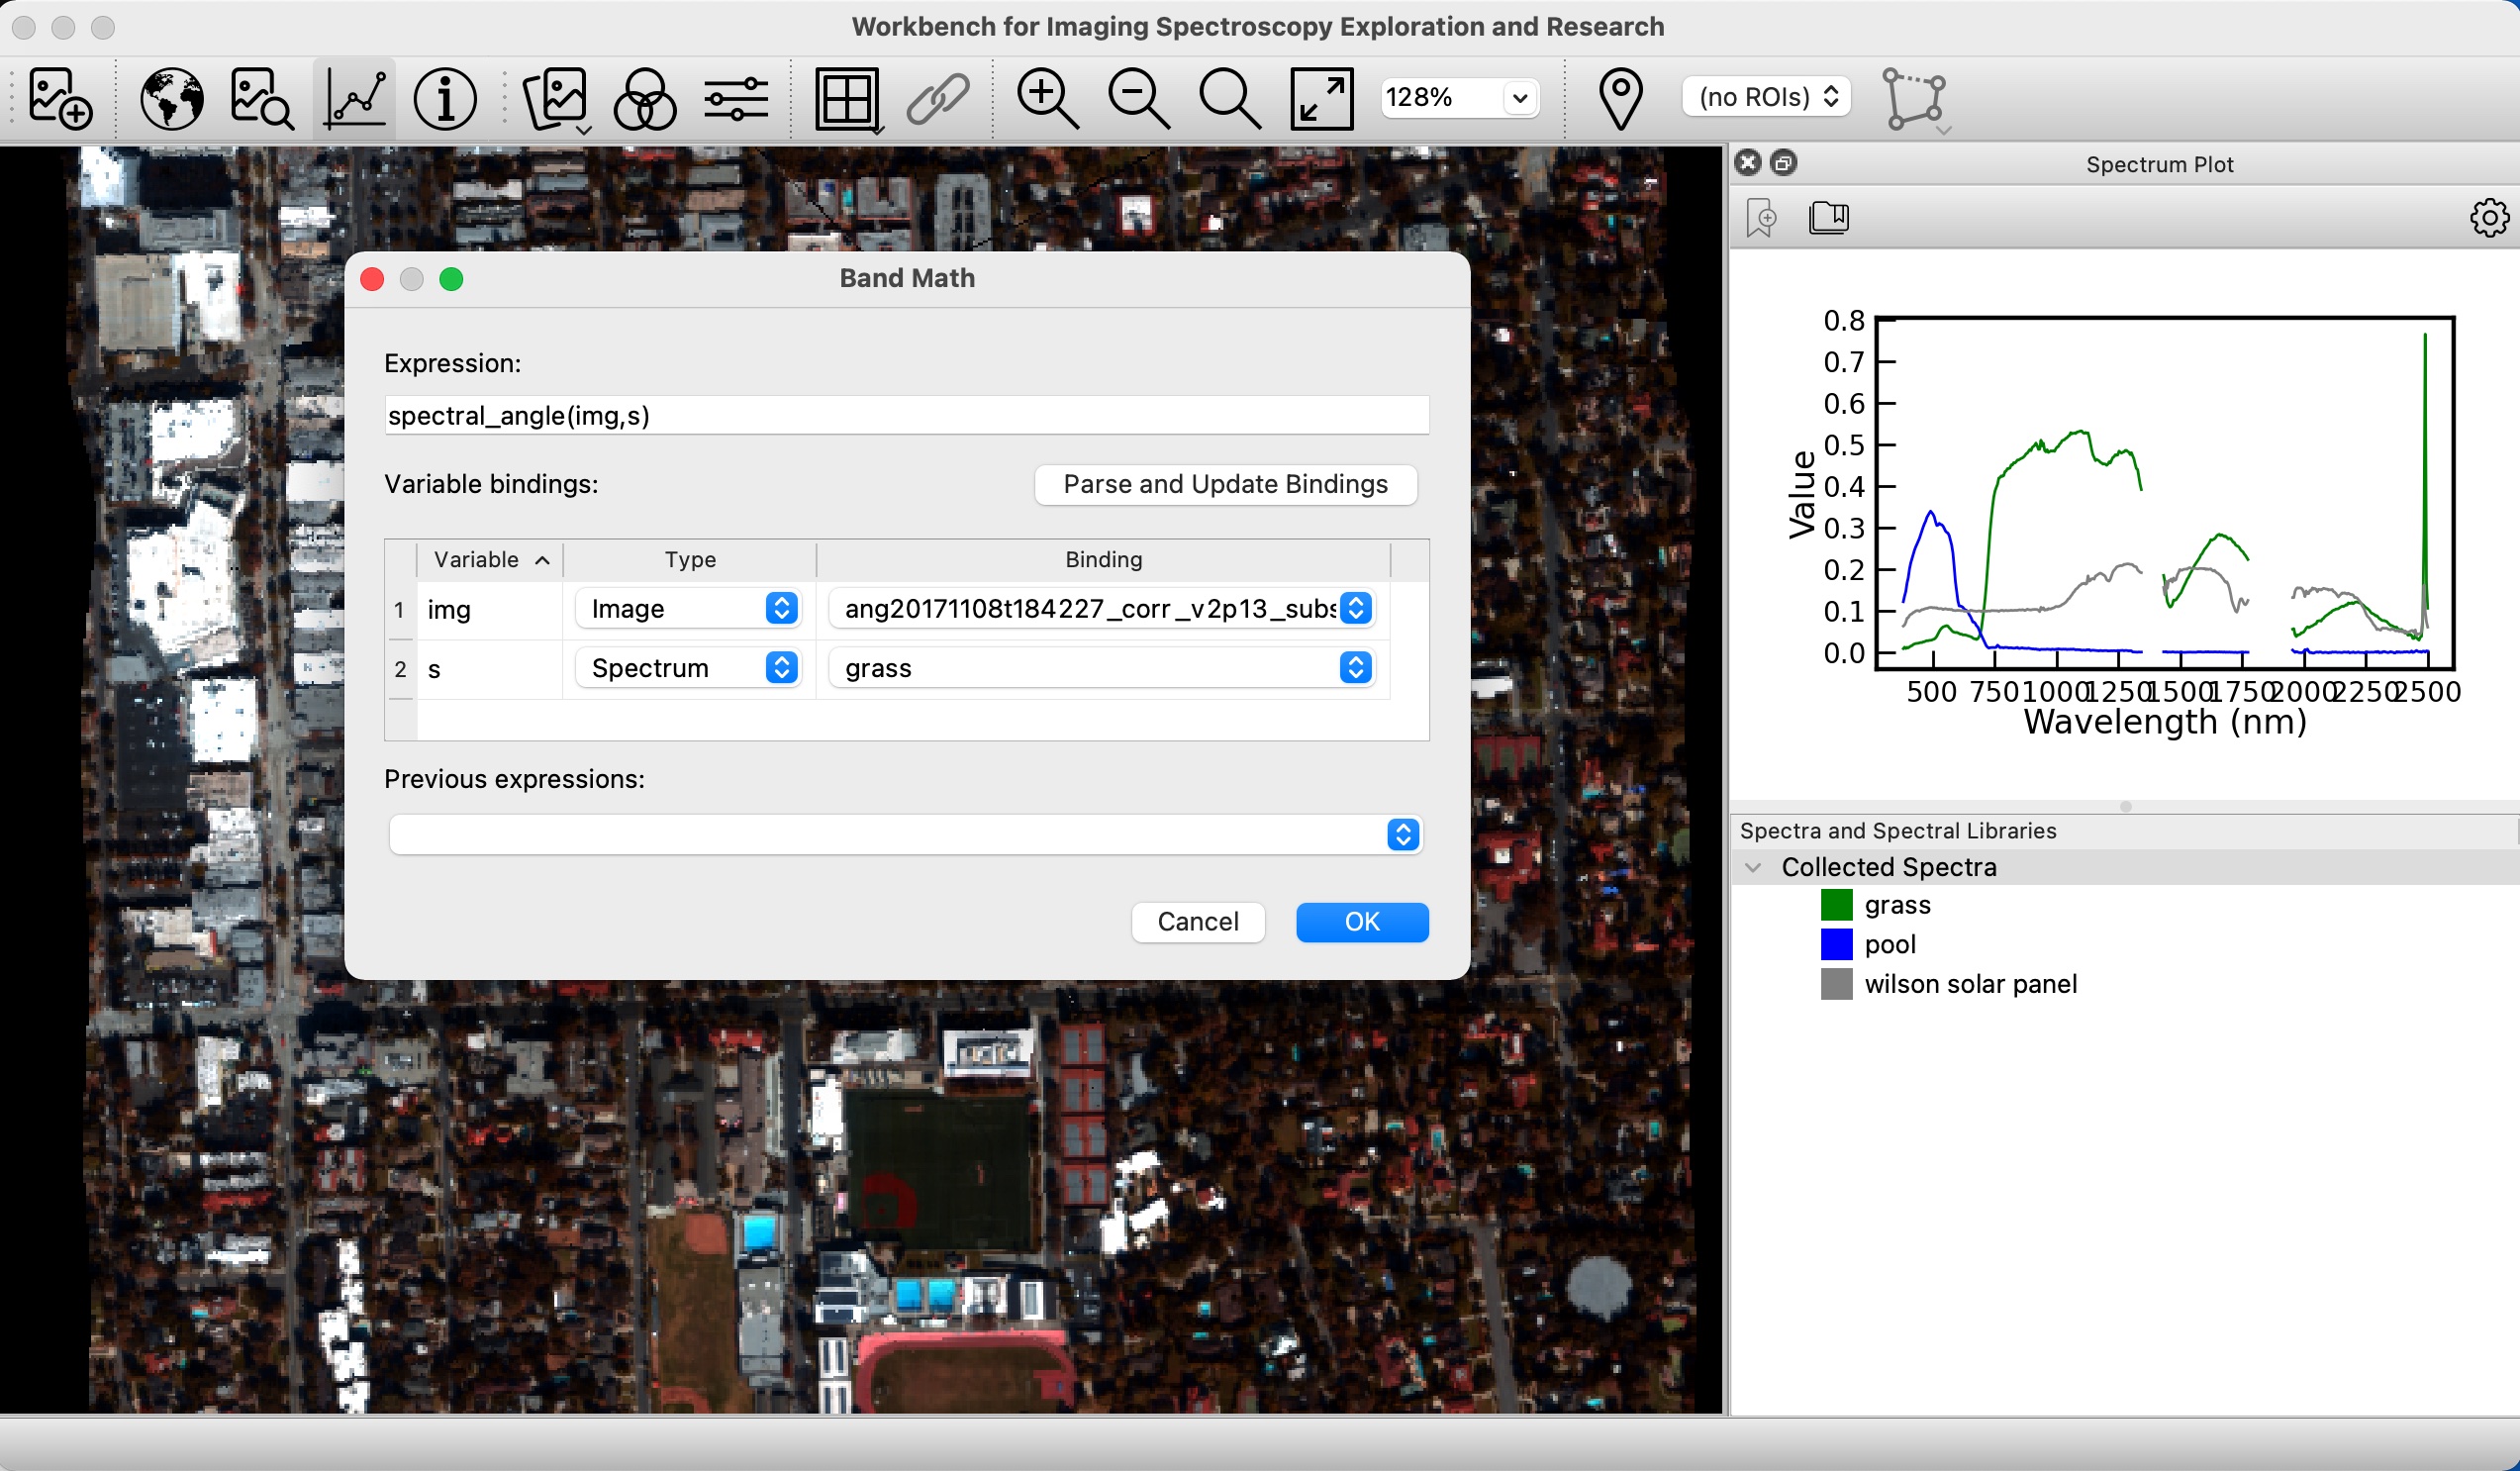 Workbench for Imaging Spectroscopy Exploration and Research
128%
(no ROIs)
Band Math
Expression:
spectral_angle(img,s)
Variable bindings:
Parse and Update Bindings
Variable Type Binding
1 img Image ang20171108t184227_corr_v2p13_subs
2 s Spectrum grass
Previous expressions:
Cancel OK
Spectrum Plot
0.8
0.7
0.6
0.5
0.4
0.3
0.2
0.1
0.0
Value
500 750 1000 1250 1500 1750 2000 2250 2500
Wavelength (nm)
Spectra and Spectral Libraries
Collected Spectra
grass
pool
wilson solar panel